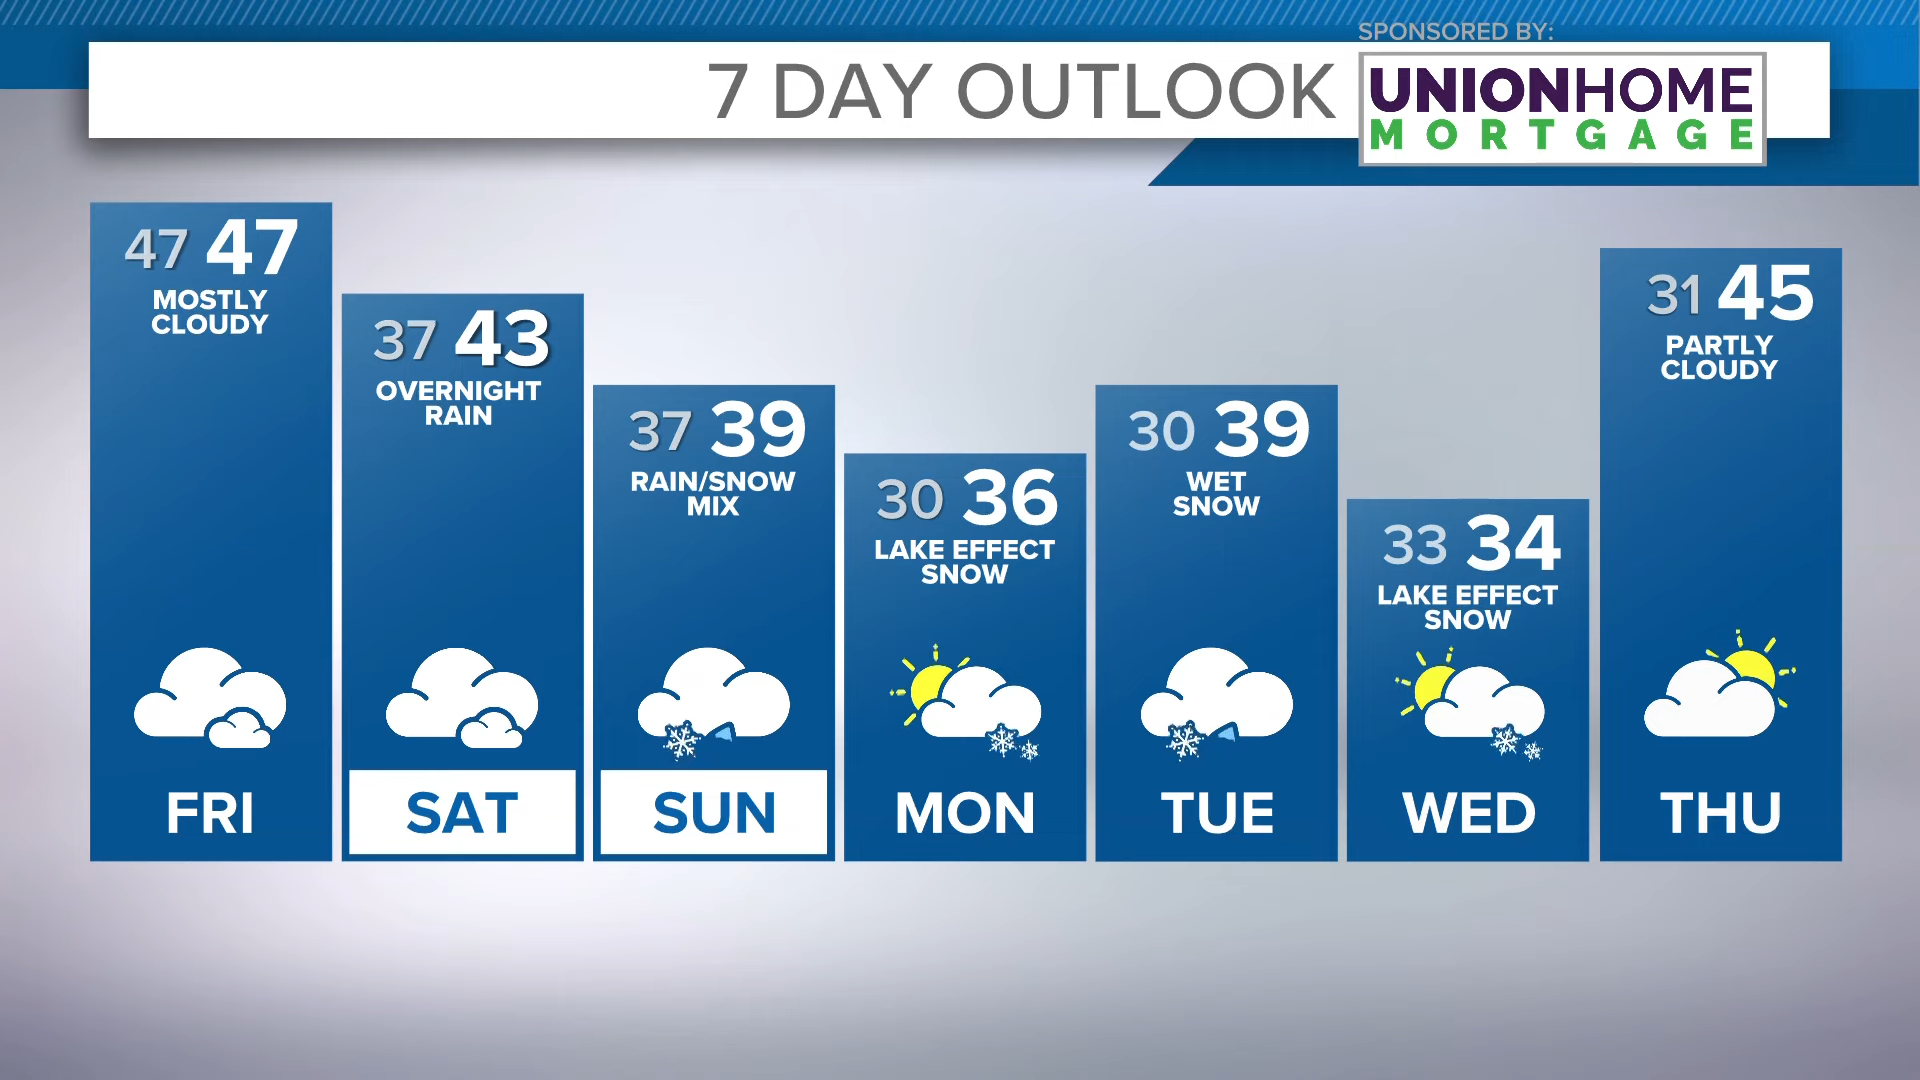 SPONSORED BY:
7 DAY OUTLOOK
UNIONHOME
MORTGAGE
47 47
MOSTLY
CLOUDY
FRI
37 43
OVERNIGHT
RAIN
SAT
37 39
RAIN/SNOW
MIX
SUN
30 36
LAKE EFFECT
SNOW
MON
30 39
WET
SNOW
TUE
33 34
LAKE EFFECT
SNOW
WED
31 45
PARTLY
CLOUDY
THU